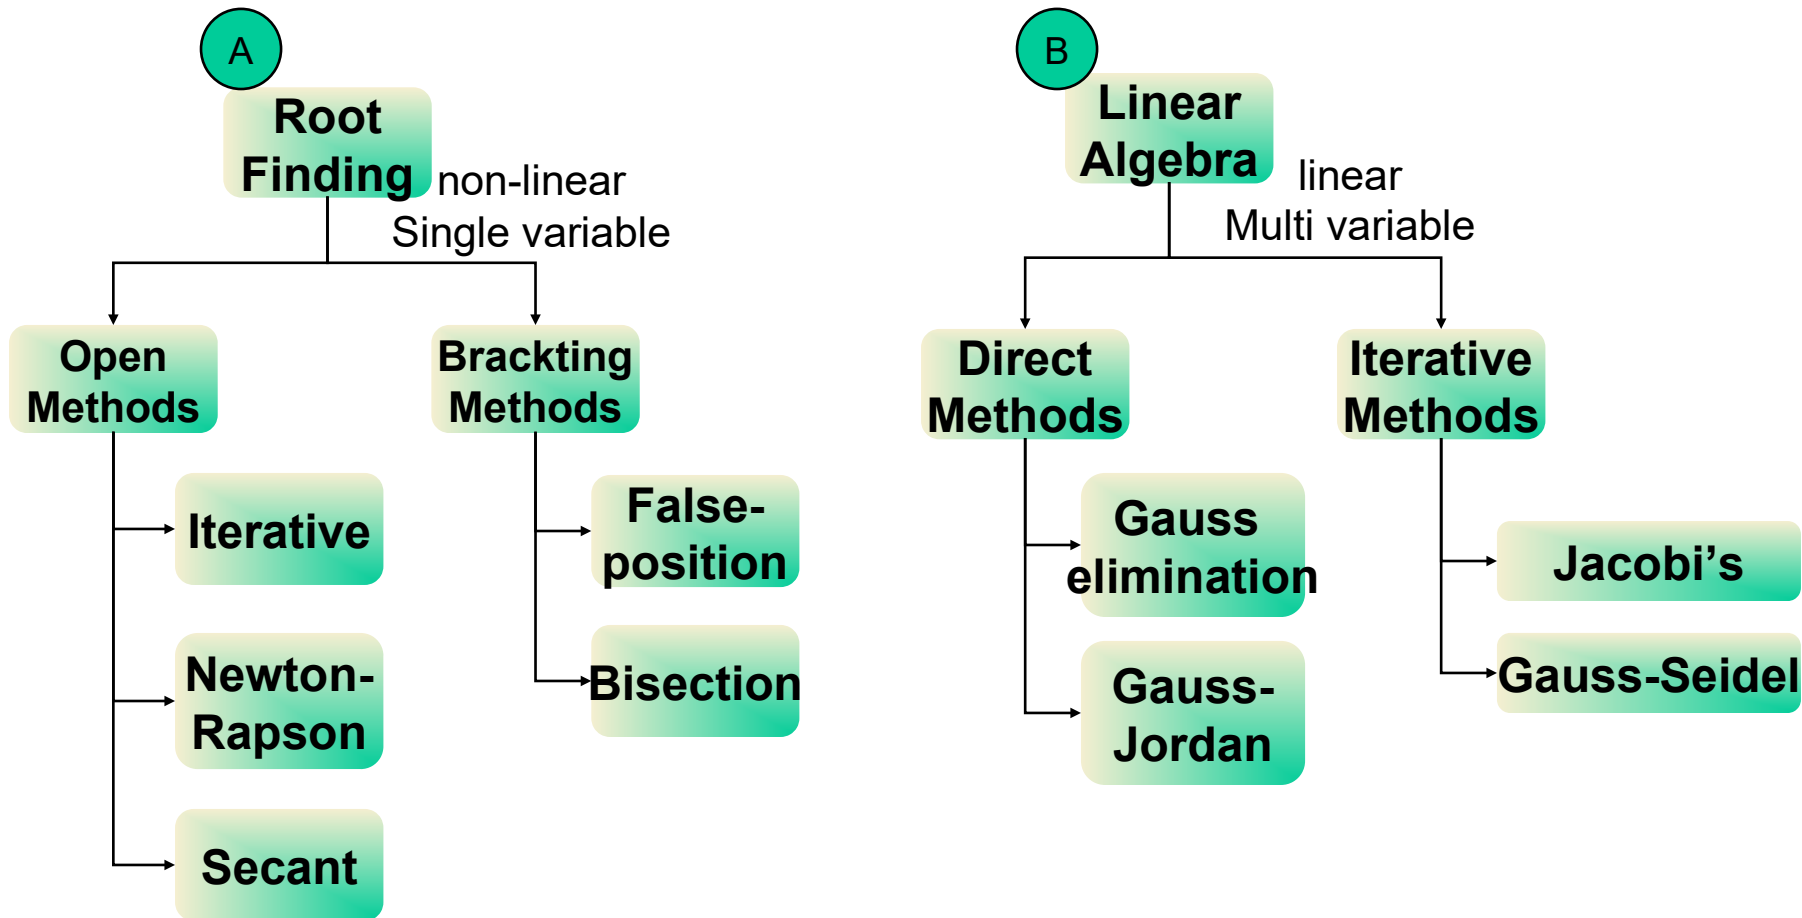 A
Root
Finding
non-linear
Single variable
Open
Methods
Brackting
Methods
Iterative
Newton-
Rapson
Secant
False-
position
Bisection
B
Linear
Algebra
linear
Multi variable
Direct
Methods
Iterative
Methods
Gauss
elimination
Gauss-
Jordan
Jacobi’s
Gauss-Seidel